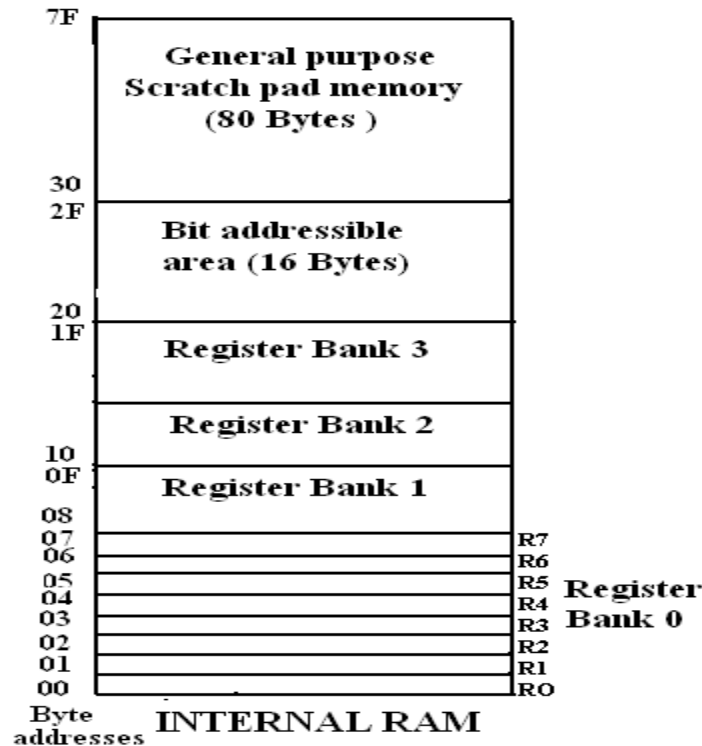 7F
General purpose
Scratch pad memory
(80 Bytes )
30
2F
Bit addressible
area (16 Bytes)
20
1F
Register Bank 3
Register Bank 2
10
0F
Register Bank 1
08
07 R7
06 R6
05 R5
04 R4
03 R3
02 R2
01 R1
00 RO
Register
Bank 0
Byte
addresses
INTERNAL RAM